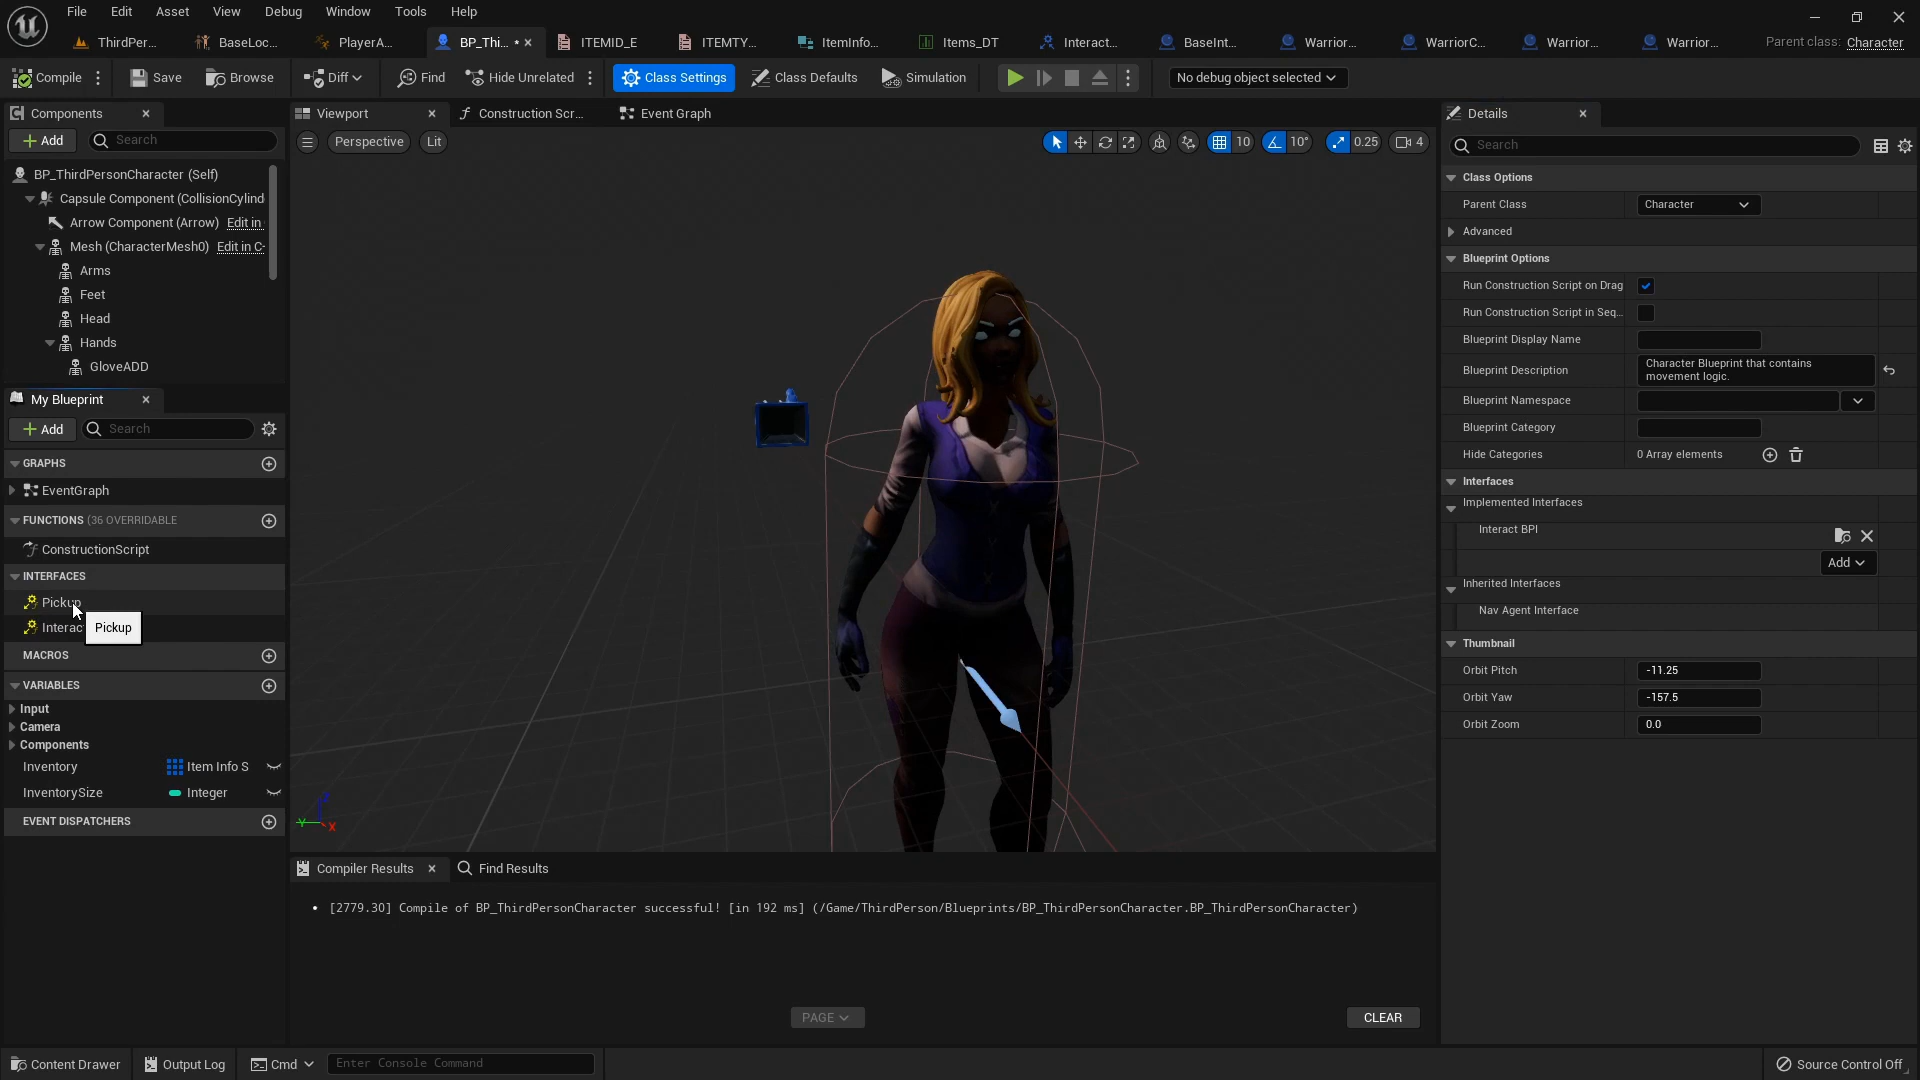 File Edit Asset View Debug Window Tools Help
ThirdPer... BaseLoc... PlayerA... BP_Thi... * ITEMID_E ITEMTY... ItemInfo... Items_DT Interact... BaseInt... Warrior... WarriorC... Warrior... Warrior... Parent class: Character
Compile Save Browse Diff Find Hide Unrelated Class Settings Class Defaults Simulation No debug object selected
Components
Add Search
BP_ThirdPersonCharacter (Self)
Capsule Component (CollisionCylind
Arrow Component (Arrow) Edit in
Mesh (CharacterMesh0) Edit in C
Arms
Feet
Head
Hands
GloveADD
My Blueprint
Add Search
GRAPHS
EventGraph
FUNCTIONS (36 OVERRIDABLE
ConstructionScript
INTERFACES
Pickup
Interac
Pickup
MACROS
VARIABLES
Input
Camera
Components
Inventory Item Info S
InventorySize Integer
EVENT DISPATCHERS
Viewport Construction Scr... Event Graph
Perspective Lit 10 10° 0.25 4
Z
Y
X
Compiler Results Find Results
• [2779.30] Compile of BP_ThirdPersonCharacter successful! [in 192 ms] (/Game/ThirdPerson/Blueprints/BP_ThirdPersonCharacter.BP_ThirdPersonCharacter)
PAGE CLEAR
Details
Search
Class Options
Parent Class Character
Advanced
Blueprint Options
Run Construction Script on Drag
Run Construction Script in Seq...
Blueprint Display Name
Blueprint Description Character Blueprint that contains
movement logic.
Blueprint Namespace
Blueprint Category
Hide Categories 0 Array elements
Interfaces
Implemented Interfaces
Interact BPI
Add
Inherited Interfaces
Nav Agent Interface
Thumbnail
Orbit Pitch -11.25
Orbit Yaw -157.5
Orbit Zoom 0.0
Content Drawer Output Log Cmd Enter Console Command Source Control Off